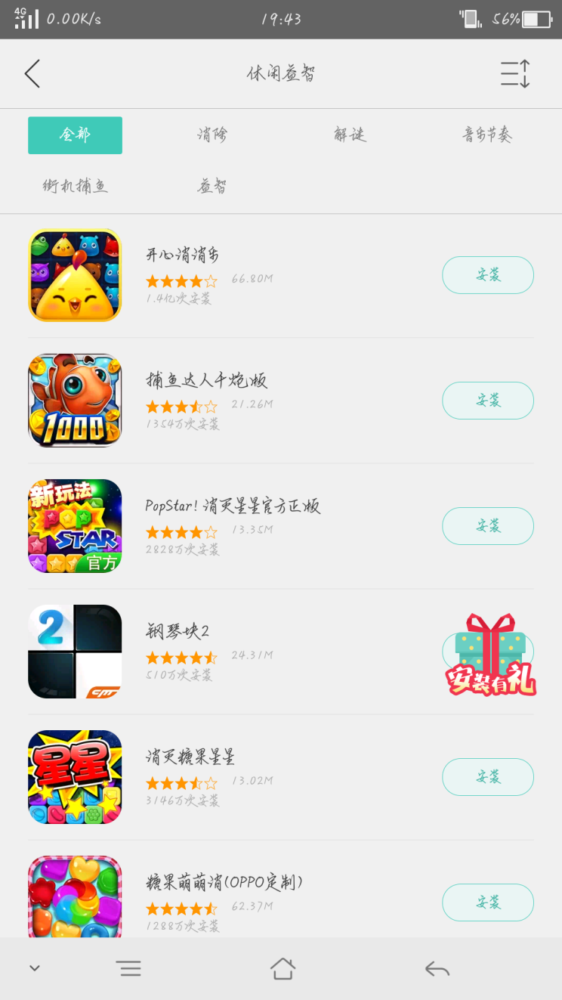 4G 0.00K/s 19:43 56%
休闲益智
全部 消除 解谜 音乐节奏
街机捕鱼 益智
开心消消乐
66.80M
1.4亿次安装
安装
1000
捕鱼达人千炮版
21.26M
1354万次安装
安装
新玩法
POP
STAR
官方
PopStar! 消灭星星官方正版
13.35M
2828万次安装
安装
2
cm
钢琴块2
24.31M
510万次安装
安装有礼
星星
消灭糖果星星
13.02M
3146万次安装
安装
糖果萌萌消(OPPO定制)
62.37M
1288万次安装
安装